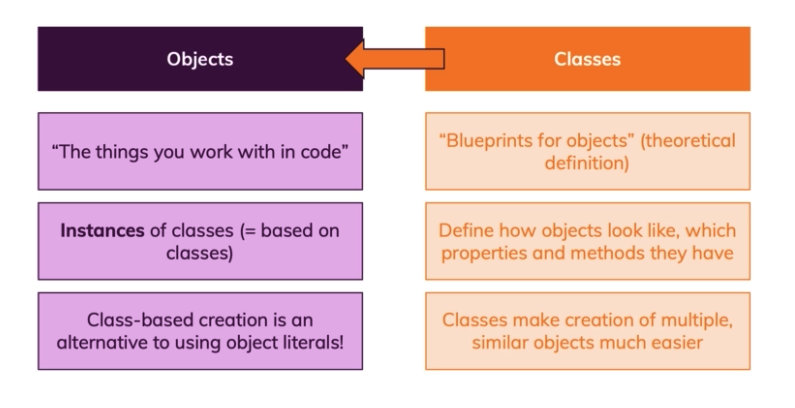 Objects
Classes
“The things you work with in code”
“Blueprints for objects” (theoretical
definition)
Instances of classes (= based on
classes)
Define how objects look like, which
properties and methods they have
Class-based creation is an
alternative to using object literals!
Classes make creation of multiple,
similar objects much easier